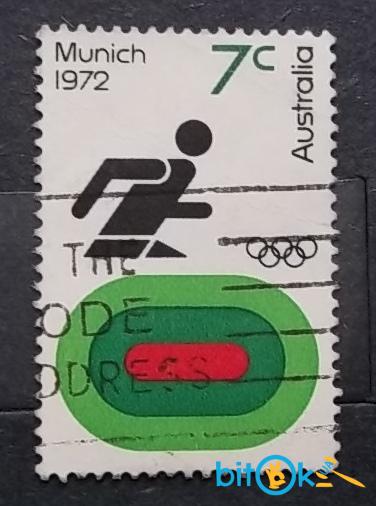 Munich
1972
7c
Australia
THE
ODE
DDRESS
bitOk